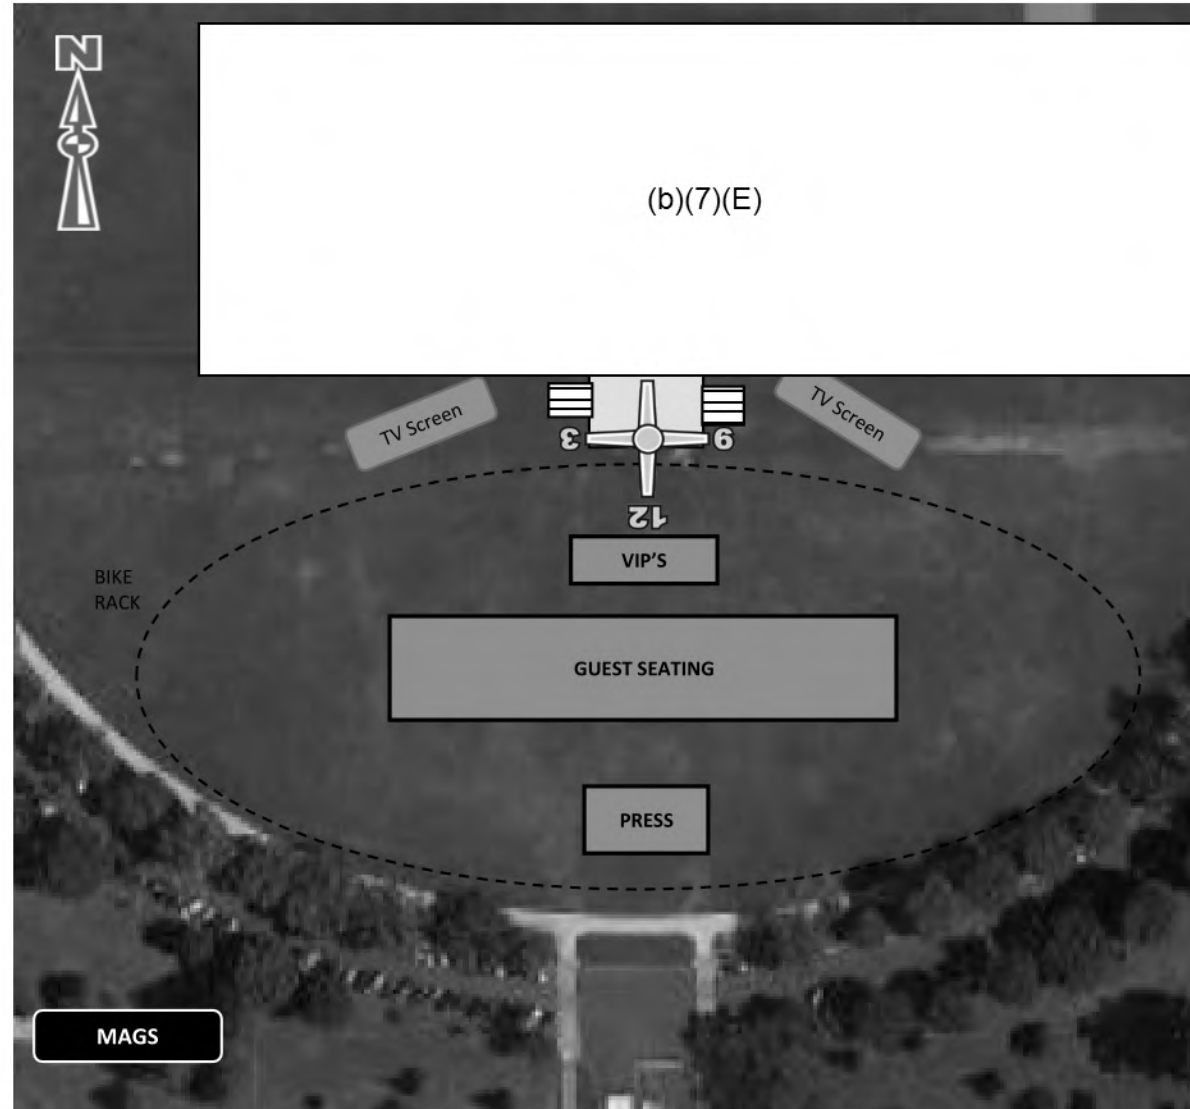 N
(b)(7)(E)
TV Screen
TV Screen
3
9
12
VIP'S
BIKE
RACK
GUEST SEATING
PRESS
MAGS